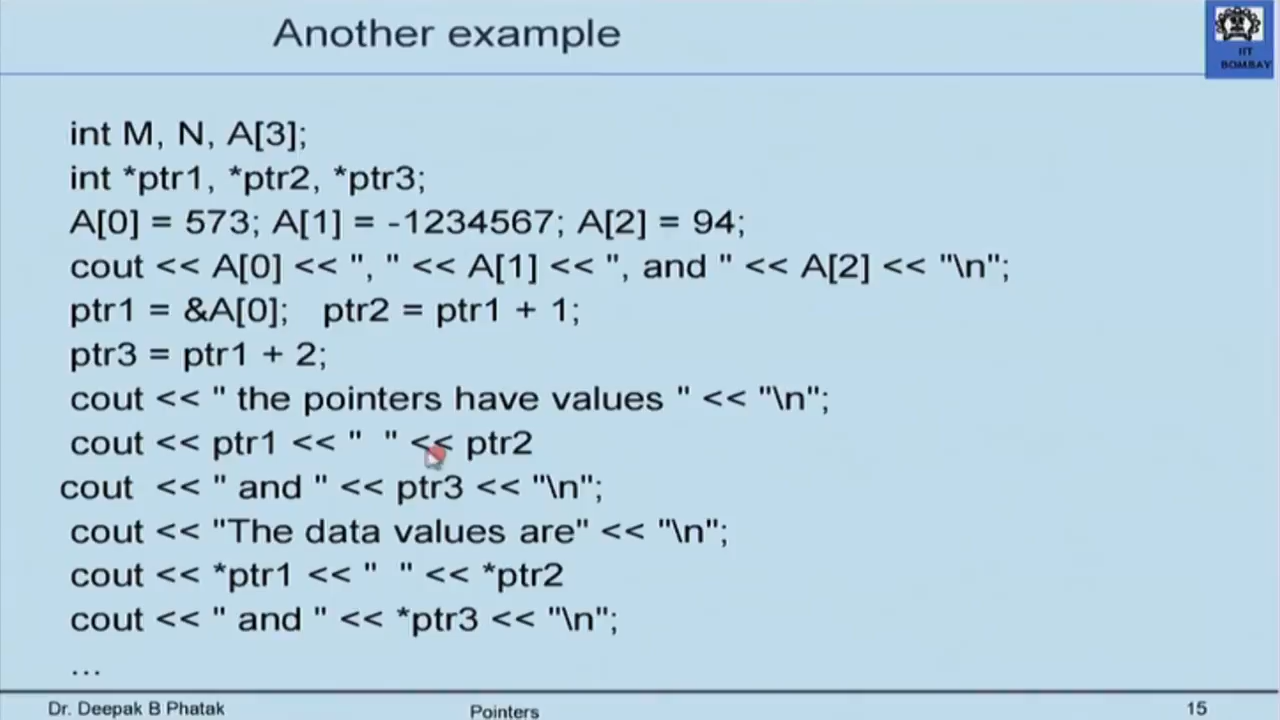 Another example
IIT
BOMBAY
int M, N, A[3];
int *ptr1, *ptr2, *ptr3;
A[0] = 573; A[1] = -1234567; A[2] = 94;
cout << A[0] << ", " << A[1] << ", and " << A[2] << "\n";
ptr1 = &A[0];   ptr2 = ptr1 + 1;
ptr3 = ptr1 + 2;
cout << " the pointers have values " << "\n";
cout << ptr1 << "  " << ptr2
cout  << " and " << ptr3 << "\n";
cout << "The data values are" << "\n";
cout << *ptr1 << "  " << *ptr2
cout << " and " << *ptr3 << "\n";
...
Dr. Deepak B Phatak
Pointers
15